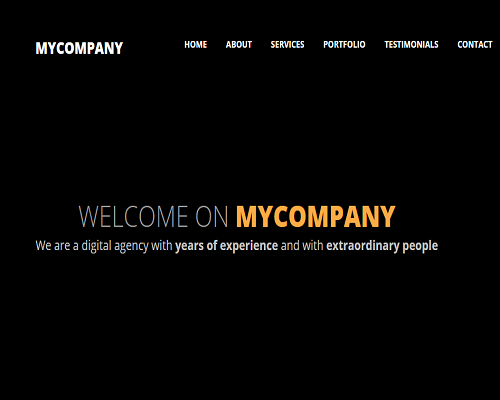 MYCOMPANY
HOME ABOUT SERVICES PORTFOLIO TESTIMONIALS CONTACT
WELCOME ON MYCOMPANY
We are a digital agency with years of experience and with extraordinary people